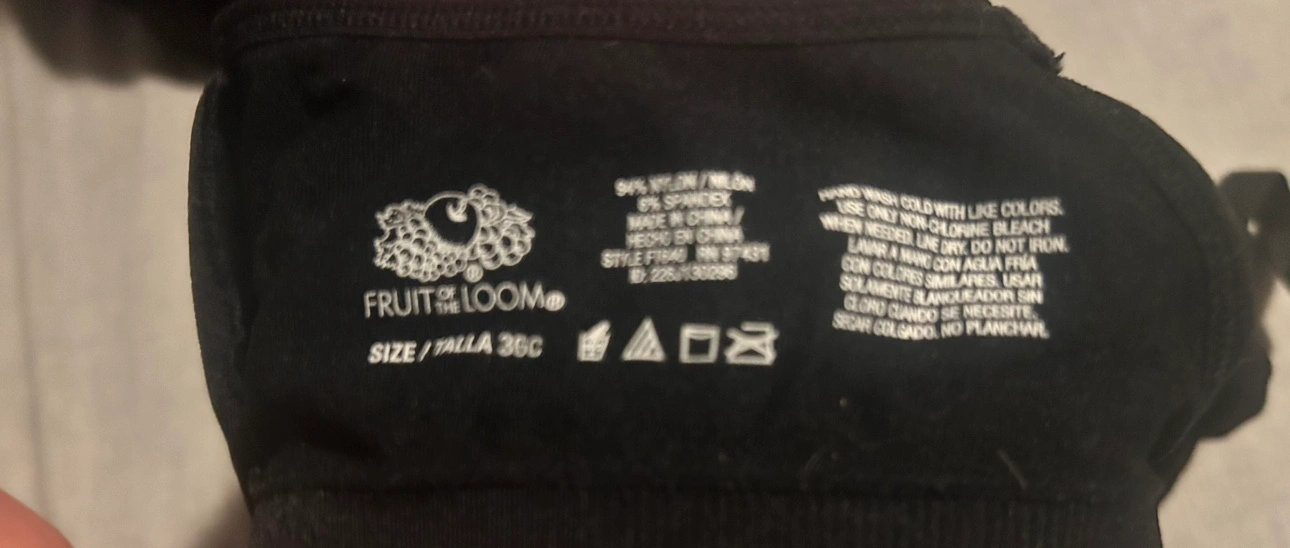 FRUIT OF THE LOOM®
SIZE / TALLA 36C
94% NYLON / NILÓN
6% SPANDEX
MADE IN CHINA /
HECHO EN CHINA
STYLE RN 97431
ID:
HAND WASH COLD WITH LIKE COLORS.
USE ONLY NON-CHLORINE BLEACH
WHEN NEEDED. LINE DRY. DO NOT IRON.
LAVAR A MANO CON AGUA FRÍA
CON COLORES SIMILARES. USAR
SOLAMENTE BLANQUEADOR SIN
CLORO CUANDO SE NECESITE.
SECAR COLGADO. NO PLANCHAR.